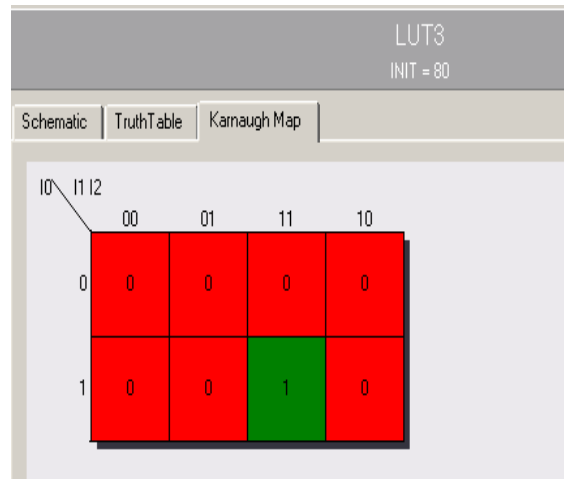 LUT3
INIT = 80
Schematic TruthTable Karnaugh Map
I0 I1 I2
00 01 11 10
0 0 0 0 0
1 0 0 1 0